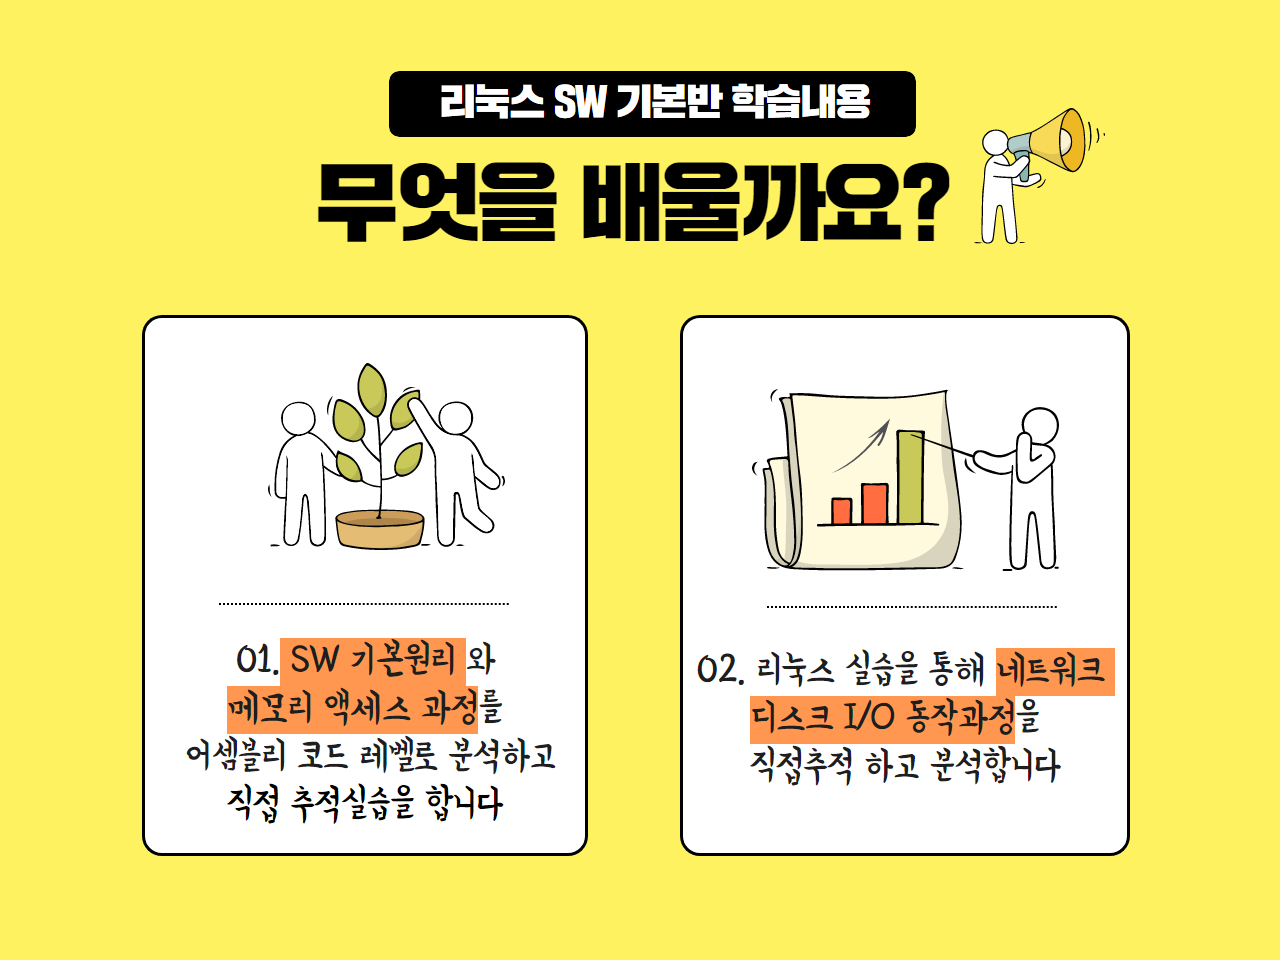 리눅스 SW 기본반 학습내용
무엇을 배울까요?
01. SW 기본원리 와
메모리 액세스 과정를
어셈블리 코드 레벨로 분석하고
직접 추적실습을 합니다
02. 리눅스 실습을 통해 네트워크
디스크 I/O 동작과정을
직접추적 하고 분석합니다